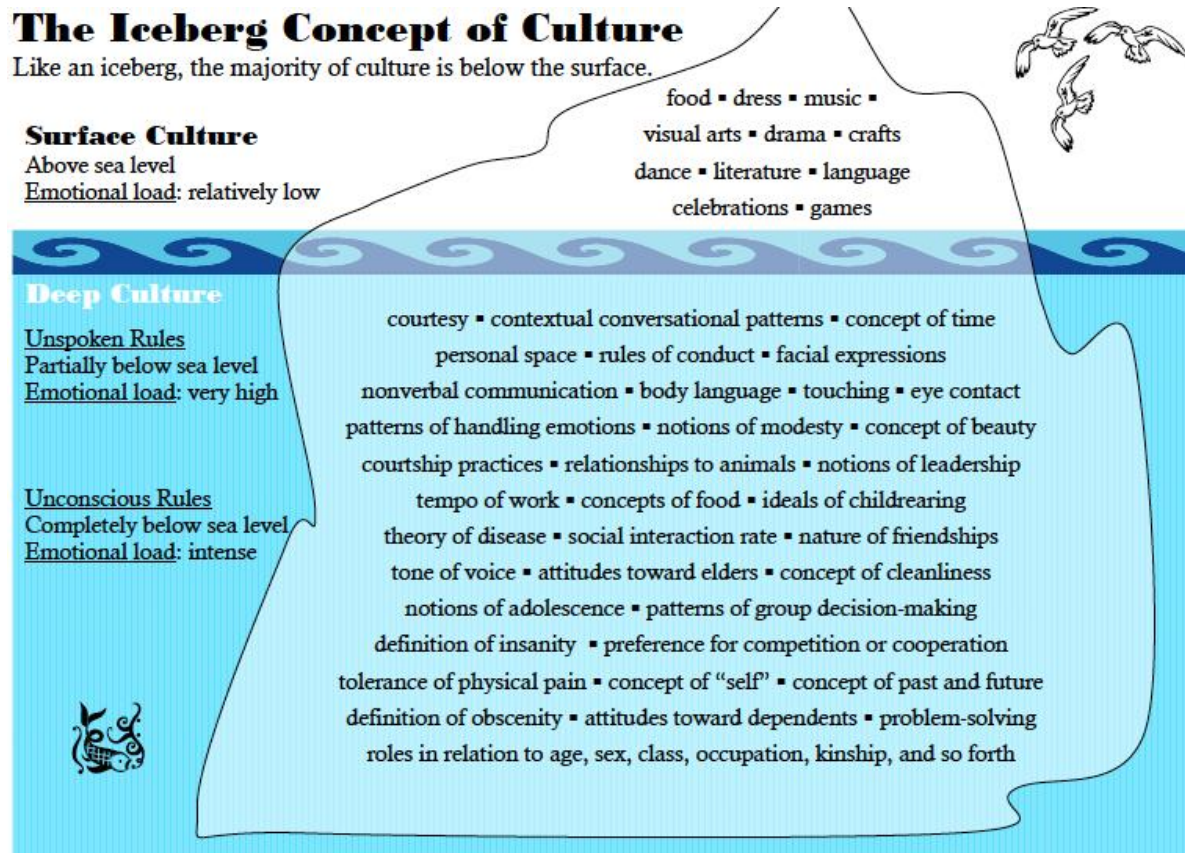 The Iceberg Concept of Culture
Like an iceberg, the majority of culture is below the surface.
Surface Culture
Above sea level
Emotional load: relatively low
food ▪ dress ▪ music ▪
visual arts ▪ drama ▪ crafts
dance ▪ literature ▪ language
celebrations ▪ games
Deep Culture
Unspoken Rules
Partially below sea level
Emotional load: very high
Unconscious Rules
Completely below sea level
Emotional load: intense
courtesy ▪ contextual conversational patterns ▪ concept of time
personal space ▪ rules of conduct ▪ facial expressions
nonverbal communication ▪ body language ▪ touching ▪ eye contact
patterns of handling emotions ▪ notions of modesty ▪ concept of beauty
courtship practices ▪ relationships to animals ▪ notions of leadership
tempo of work ▪ concepts of food ▪ ideals of childrearing
theory of disease ▪ social interaction rate ▪ nature of friendships
tone of voice ▪ attitudes toward elders ▪ concept of cleanliness
notions of adolescence ▪ patterns of group decision-making
definition of insanity ▪ preference for competition or cooperation
tolerance of physical pain ▪ concept of “self” ▪ concept of past and future
definition of obscenity ▪ attitudes toward dependents ▪ problem-solving
roles in relation to age, sex, class, occupation, kinship, and so forth